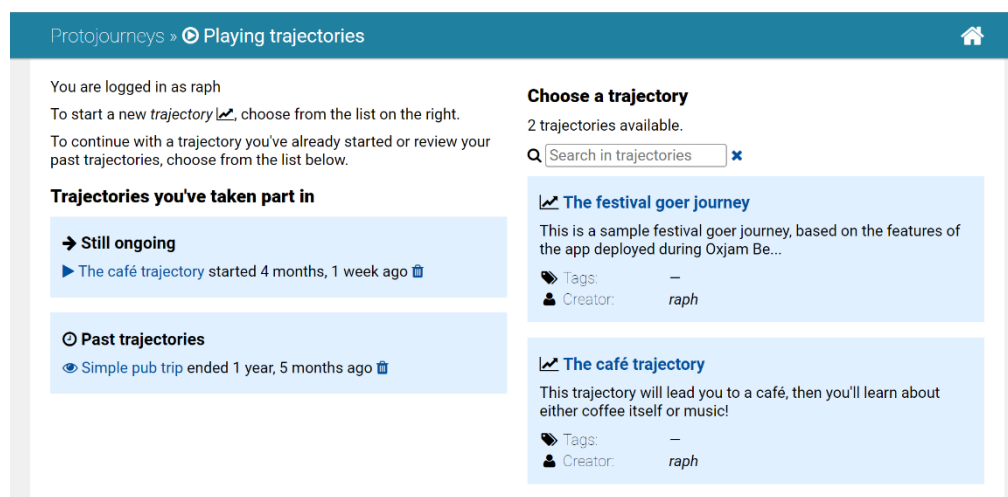 Protojourneys » Playing trajectories
You are logged in as raph
To start a new trajectory , choose from the list on the right.
To continue with a trajectory you've already started or review your
past trajectories, choose from the list below.
Trajectories you've taken part in
Still ongoing
The café trajectory started 4 months, 1 week ago
Past trajectories
Simple pub trip ended 1 year, 5 months ago
Choose a trajectory
2 trajectories available.
Search in trajectories
The festival goer journey
This is a sample festival goer journey, based on the features of
the app deployed during Oxjam Be...
Tags: –
Creator: raph
The café trajectory
This trajectory will lead you to a café, then you'll learn about
either coffee itself or music!
Tags: –
Creator: raph